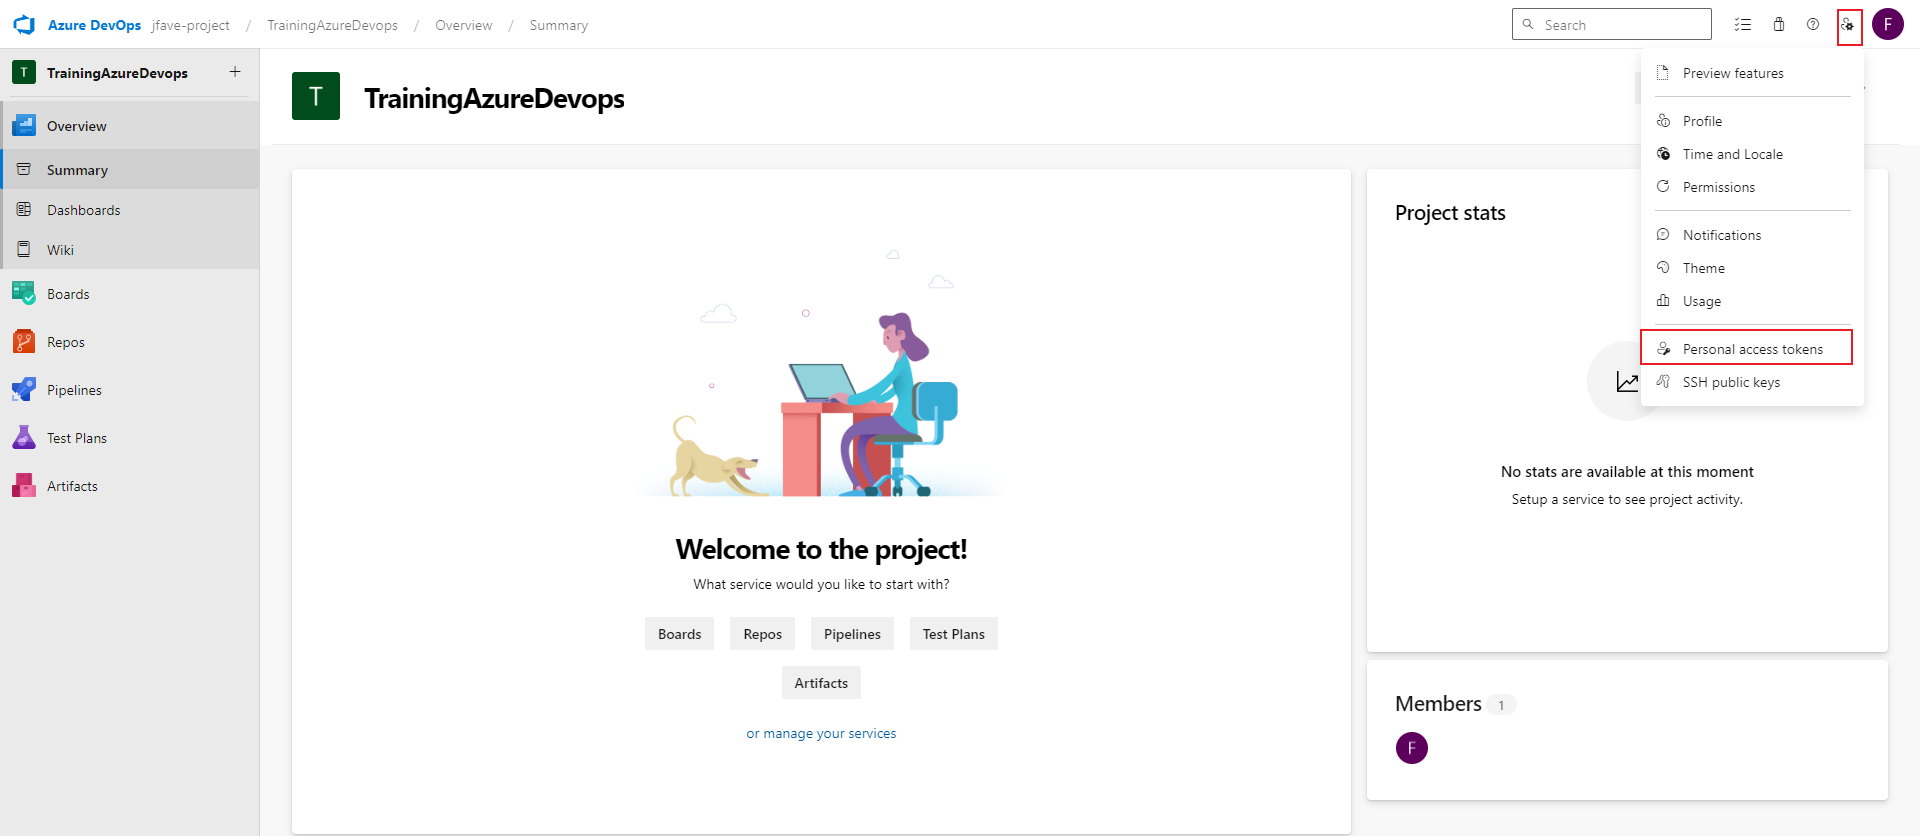 Azure DevOps jfave-project / TrainingAzureDevops / Overview / Summary
Search
F
T TrainingAzureDevops +
Overview
Summary
Dashboards
Wiki
Boards
Repos
Pipelines
Test Plans
Artifacts
T TrainingAzureDevops
Welcome to the project!
What service would you like to start with?
Boards Repos Pipelines Test Plans
Artifacts
or manage your services
Project stats
No stats are available at this moment
Setup a service to see project activity.
Members 1
F
Preview features
Profile
Time and Locale
Permissions
Notifications
Theme
Usage
Personal access tokens
SSH public keys